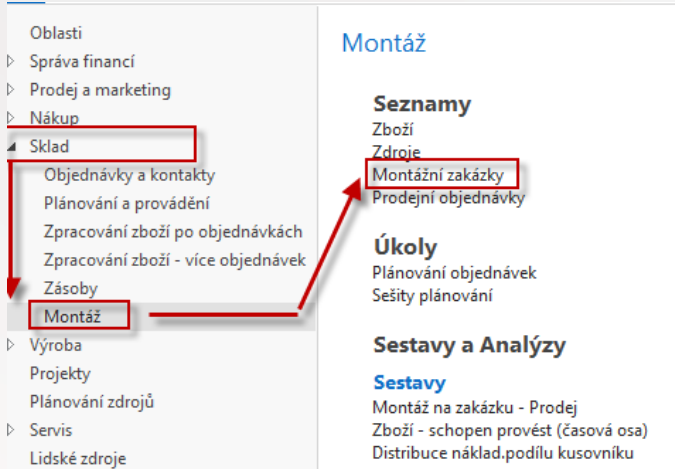 Oblasti
Správa financí
Prodej a marketing
Nákup
Sklad
Objednávky a kontakty
Plánování a provádění
Zpracování zboží po objednávkách
Zpracování zboží - více objednávek
Zásoby
Montáž
Výroba
Projekty
Plánování zdrojů
Servis
Lidské zdroje
Montáž
Seznamy
Zboží
Zdroje
Montážní zakázky
Prodejní objednávky
Úkoly
Plánování objednávek
Sešity plánování
Sestavy a Analýzy
Sestavy
Montáž na zakázku - Prodej
Zboží - schopen provést (časová osa)
Distribuce náklad.podílu kusovníku